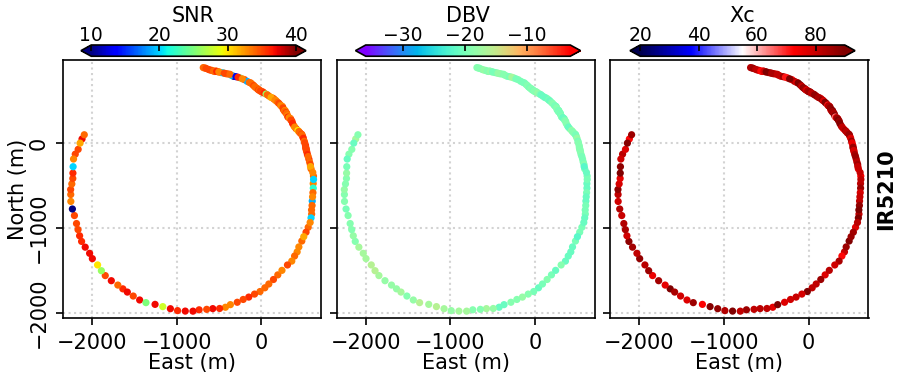 SNR DBV Xc
10 20 30 40 −30 −20 −10 20 40 60 80
North (m)
0
−1000
−2000
IR5210
−2000 −1000 0 −2000 −1000 0 −2000 −1000 0
East (m) East (m) East (m)